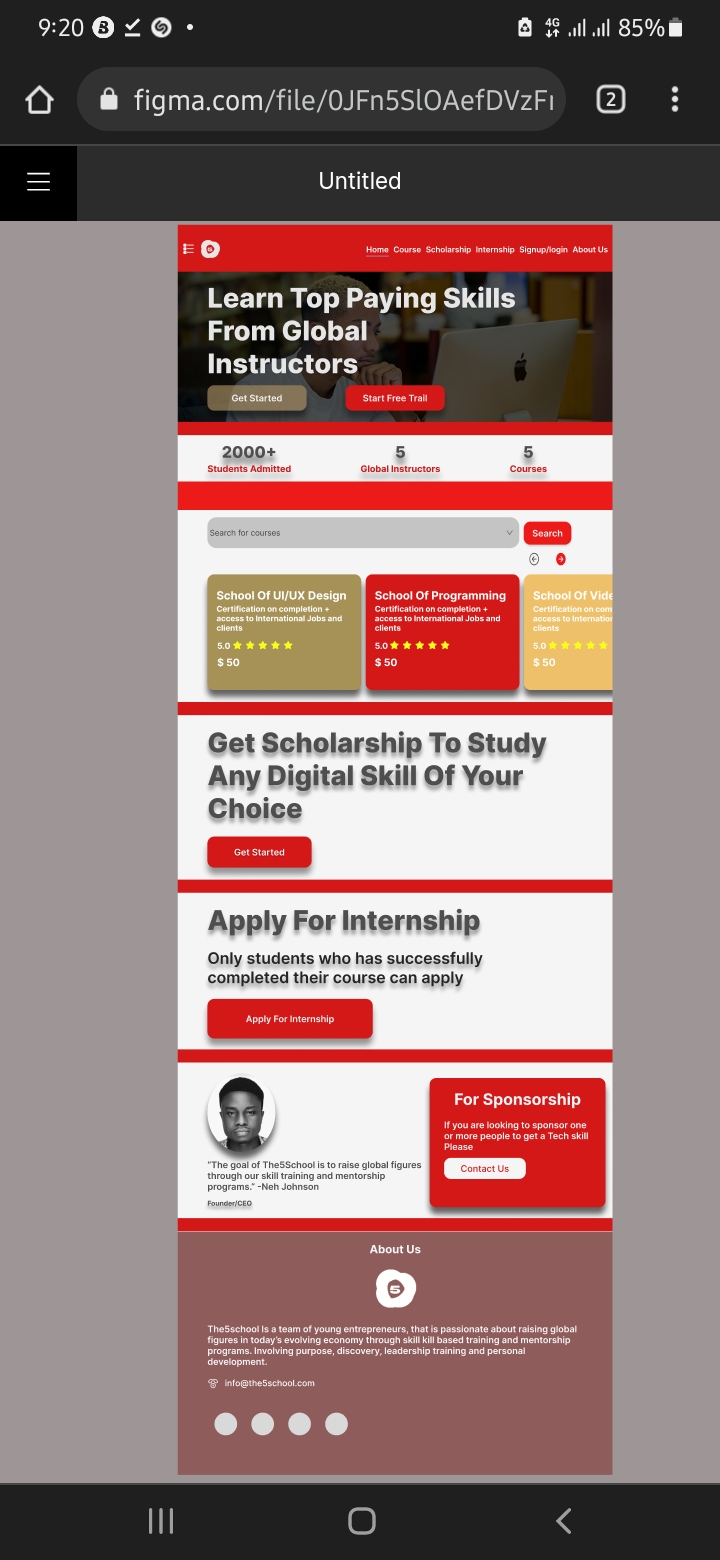 9:20
4G
85%
figma.com/file/0JFn5SlOAefDVzFr
2
Untitled
Home Course Scholarship Internship Signup/login About Us
Learn Top Paying Skills
From Global
Instructors
Get Started
Start Free Trail
2000+
Students Admitted
5
Global Instructors
5
Courses
Search for courses
Search
School Of UI/UX Design
Certification on completion +
access to International Jobs and
clients
5.0
$ 50
School Of Programming
Certification on completion +
access to International Jobs and
clients
5.0
$ 50
School Of Vide
Certification on com
access to Internation
clients
5.0
$ 50
Get Scholarship To Study
Any Digital Skill Of Your
Choice
Get Started
Apply For Internship
Only students who has successfully
completed their course can apply
Apply For Internship
"The goal of The5School is to raise global figures
through our skill training and mentorship
programs." -Neh Johnson
Founder/CEO
For Sponsorship
If you are looking to sponsor one
or more people to get a Tech skill
Please
Contact Us
About Us
5
The5school Is a team of young entrepreneurs, that is passionate about raising global
figures in today's evolving economy through skill kill based training and mentorship
programs. Involving purpose, discovery, leadership training and personal
development.
info@the5school.com